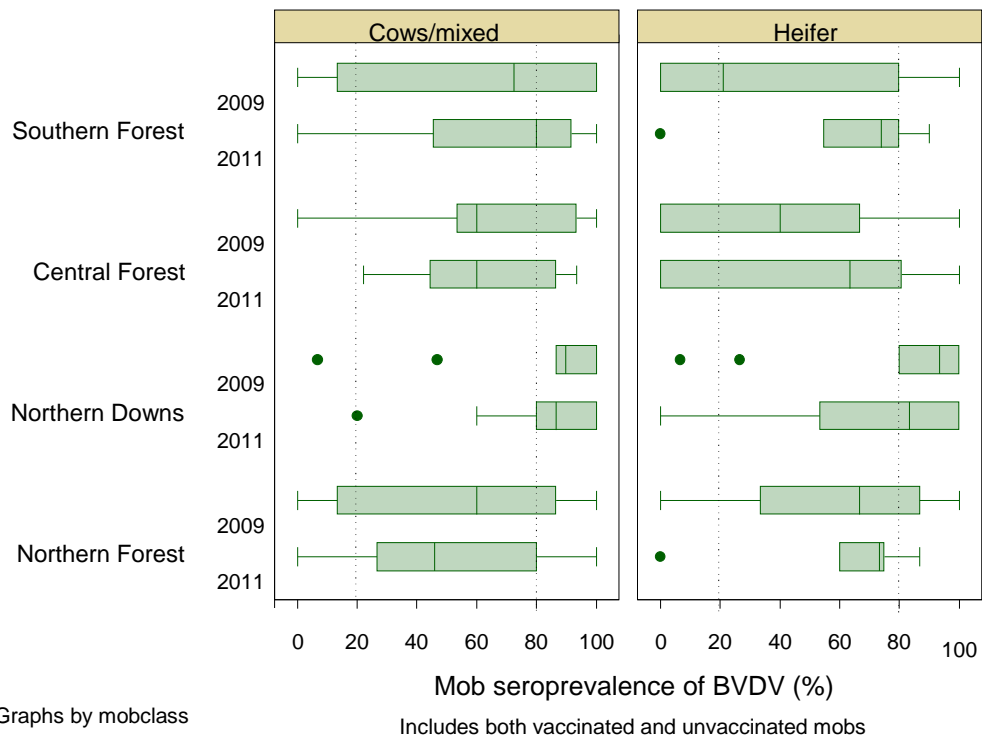 Cows/mixed Heifer
2009
Southern Forest
2011
2009
Central Forest
2011
2009
Northern Downs
2011
2009
Northern Forest
2011
0 20 40 60 80 100 0 20 40 60 80 100
Mob seroprevalence of BVDV (%)
Graphs by mobclass
Includes both vaccinated and unvaccinated mobs